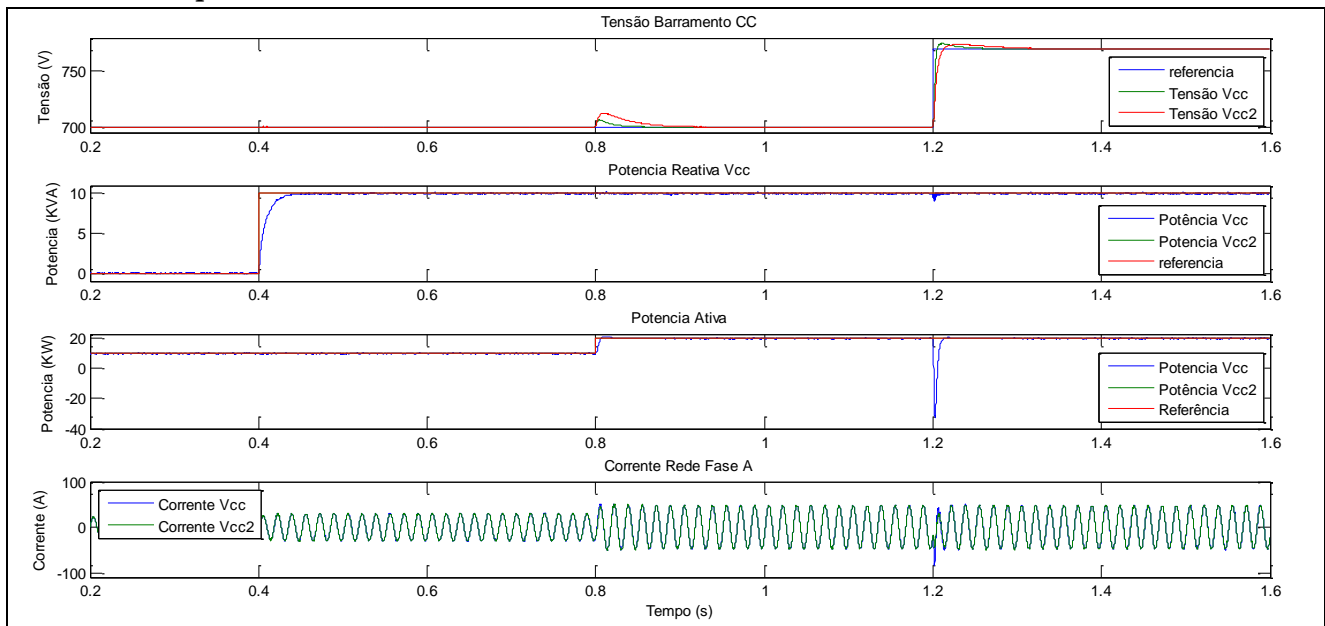 Tensão Barramento CC
Tensão (V)
750
700
referencia
Tensão Vcc
Tensão Vcc2
0.2 0.4 0.6 0.8 1 1.2 1.4 1.6
Potencia Reativa Vcc
Potencia (KVA)
10
5
0
Potência Vcc
Potencia Vcc2
referencia
0.2 0.4 0.6 0.8 1 1.2 1.4 1.6
Potencia Ativa
Potencia (KW)
20
0
-20
-40
Potencia Vcc
Potência Vcc2
Referência
0.2 0.4 0.6 0.8 1 1.2 1.4 1.6
Corrente Rede Fase A
Corrente (A)
100
0
-100
Corrente Vcc
Corrente Vcc2
0.2 0.4 0.6 0.8 1 1.2 1.4 1.6
Tempo (s)